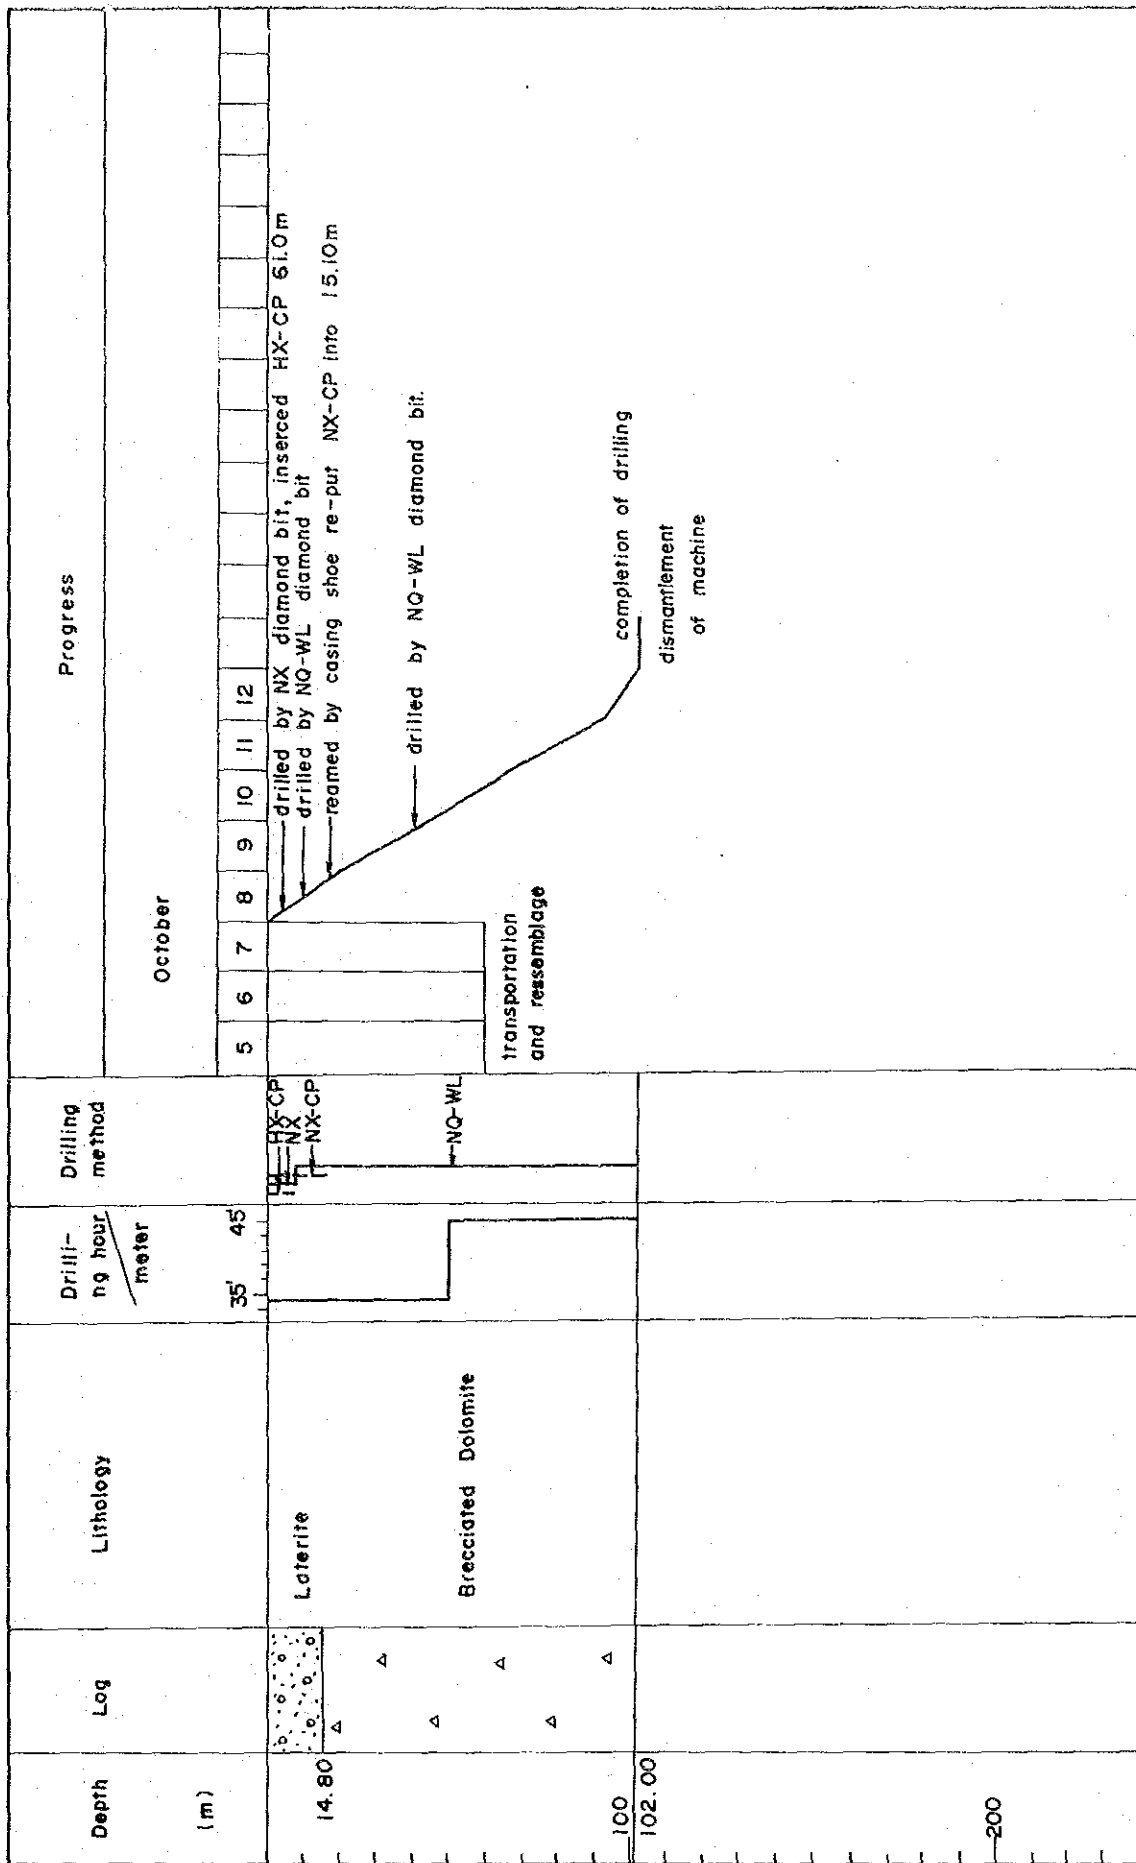 Depth
(m)
Log
Lithology
Drilli-
ng hour
meter
Drilling
method
Progress
October
5 6 7 8 9 10 11 12
35' 45'
14.80
100
102.00
200
Laterite
Brecciated Dolomite
HX-CP
NX
NX-CP
NQ-WL
transportation
and ressemblage
drilled by NX diamond bit, inserced HX-CP 61.0m
drilled by NQ-WL diamond bit
reamed by casing shoe re-put NX-CP into 15.10m
drilled by NQ-WL diamond bit.
completion of drilling
dismantlement
of machine